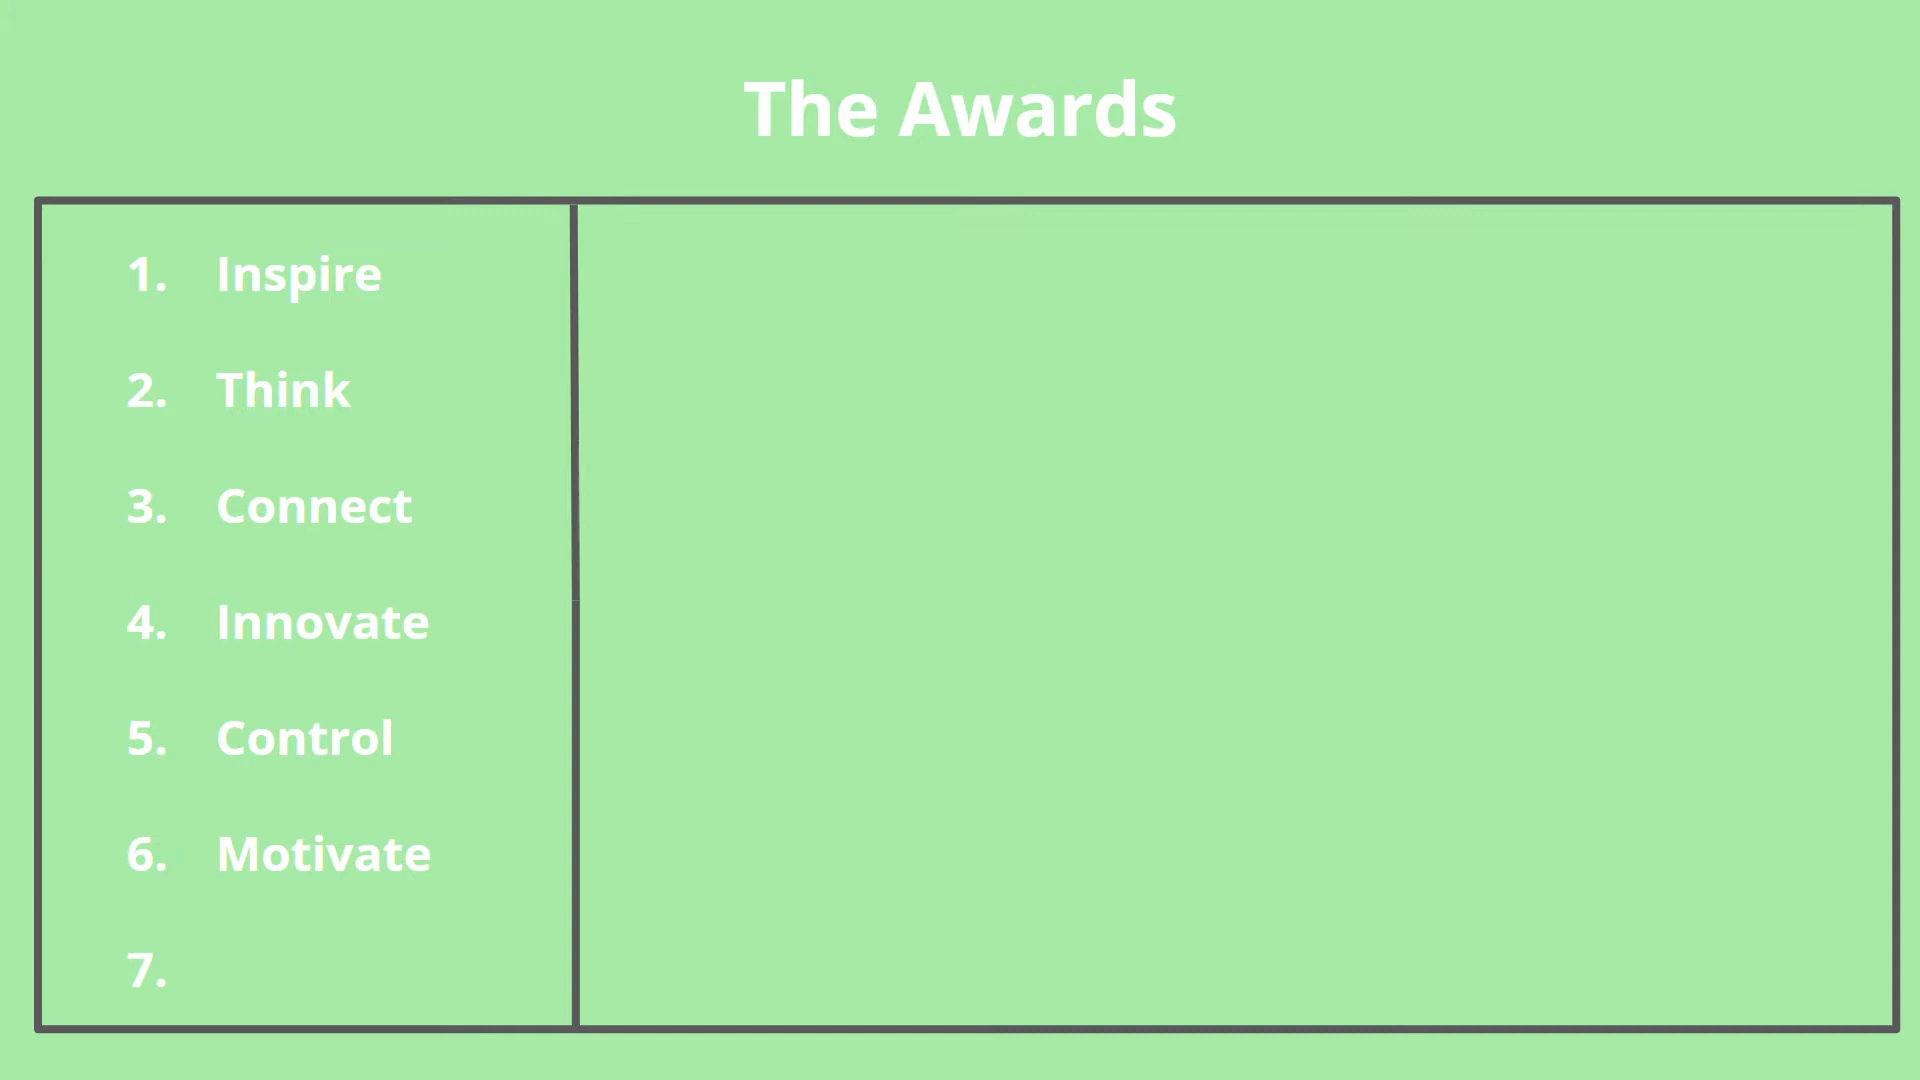 The Awards
1. Inspire
2. Think
3. Connect
4. Innovate
5. Control
6. Motivate
7.